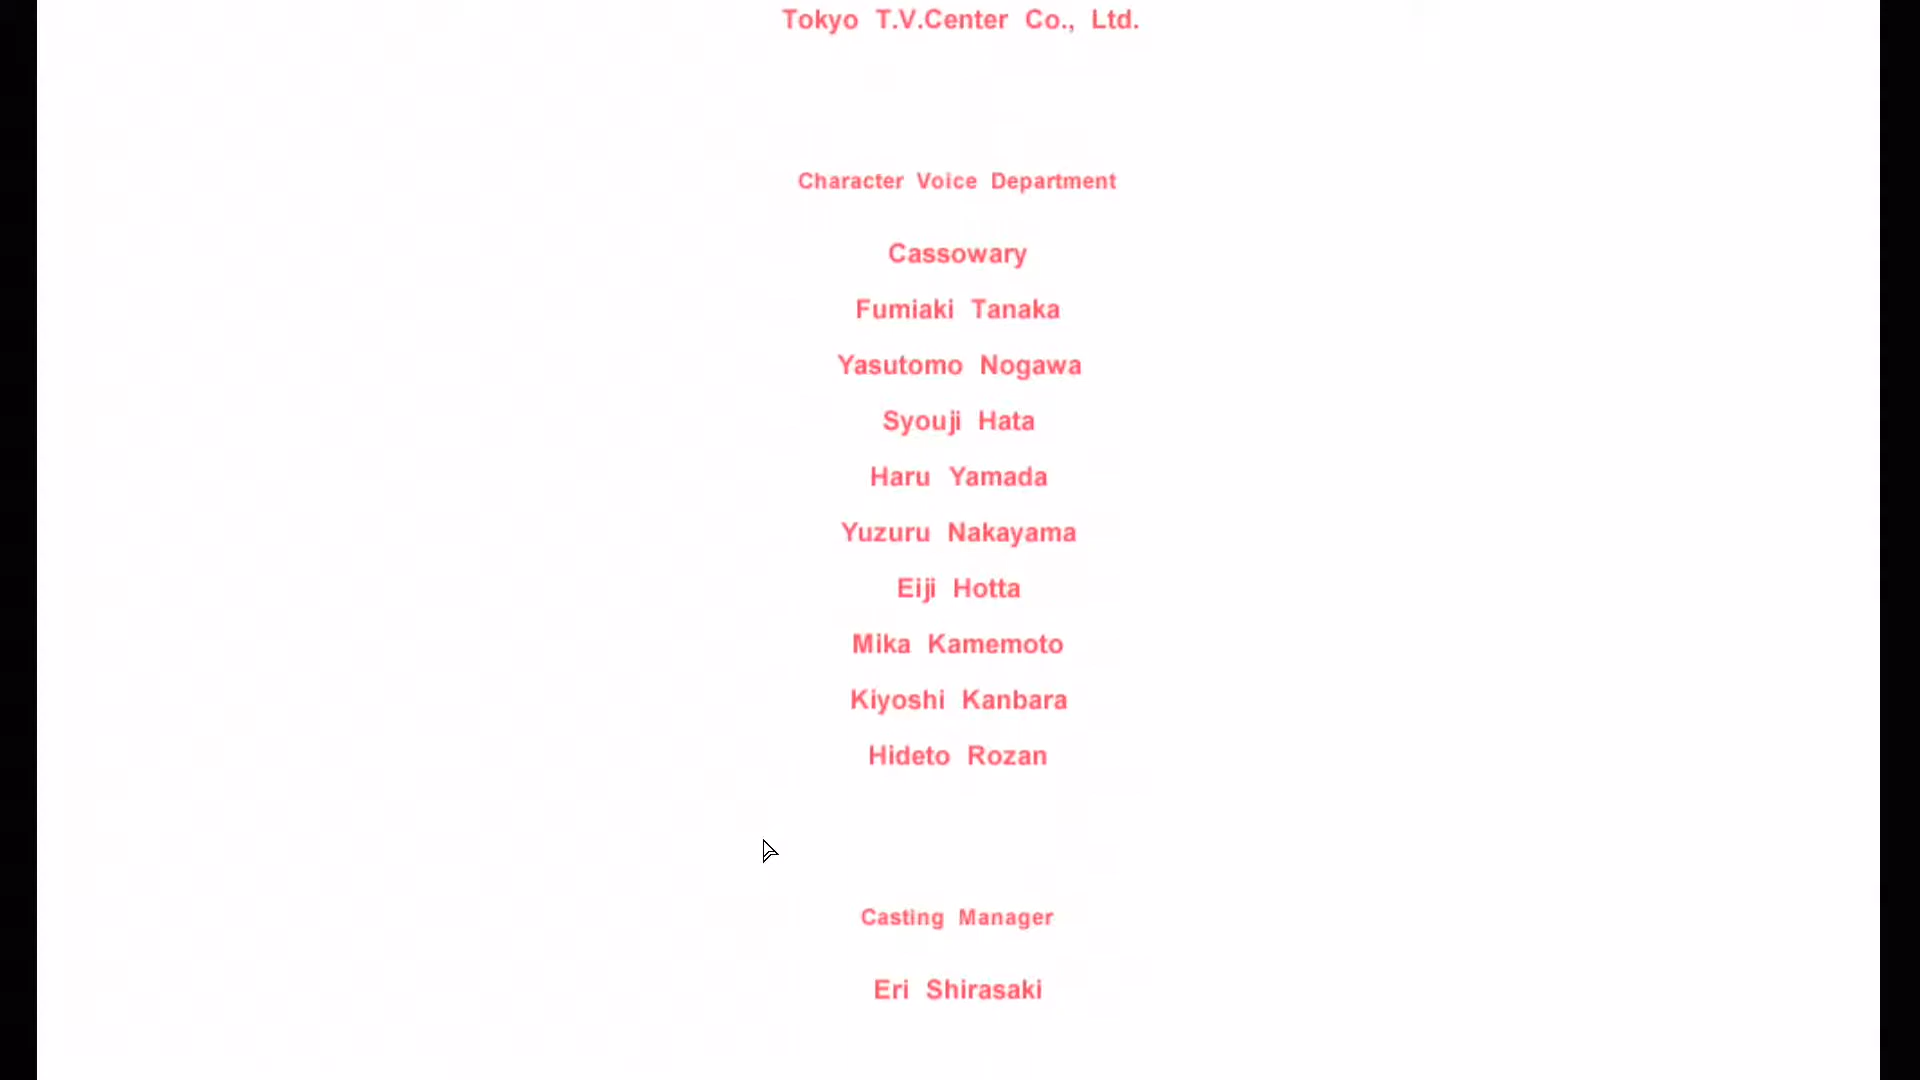 Tokyo T.V.Center Co., Ltd.
Character Voice Department
Cassowary
Fumiaki Tanaka
Yasutomo Nogawa
Syouji Hata
Haru Yamada
Yuzuru Nakayama
Eiji Hotta
Mika Kamemoto
Kiyoshi Kanbara
Hideto Rozan
Casting Manager
Eri Shirasaki